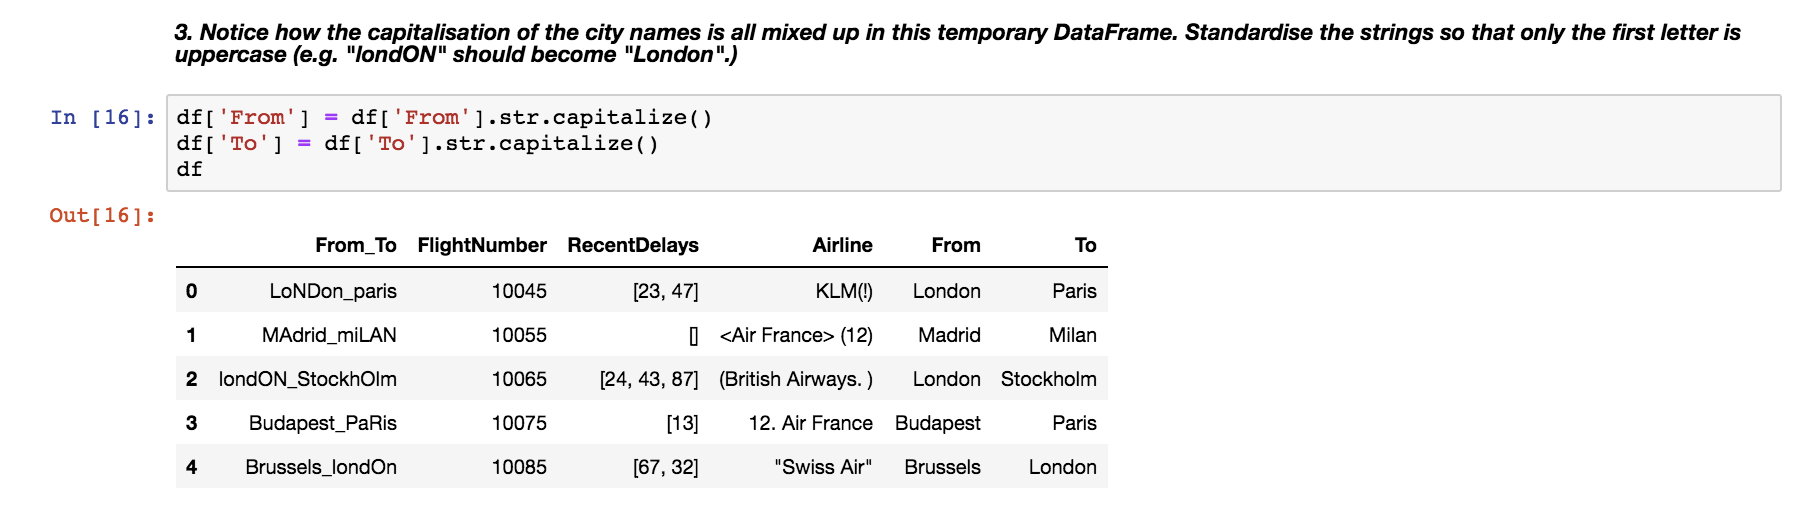 3. Notice how the capitalisation of the city names is all mixed up in this temporary DataFrame. Standardise the strings so that only the first letter is
uppercase (e.g. "londON" should become "London".)
In [16]: df['From'] = df['From'].str.capitalize()
df['To'] = df['To'].str.capitalize()
df
Out[16]:
From_To FlightNumber RecentDelays Airline From To
0 LoNDon_paris 10045 [23, 47] KLM(!) London Paris
1 MAdrid_miLAN 10055 [] <Air France> (12) Madrid Milan
2 londON_StockhOlm 10065 [24, 43, 87] (British Airways. ) London Stockholm
3 Budapest_PaRis 10075 [13] 12. Air France Budapest Paris
4 Brussels_londOn 10085 [67, 32] "Swiss Air" Brussels London